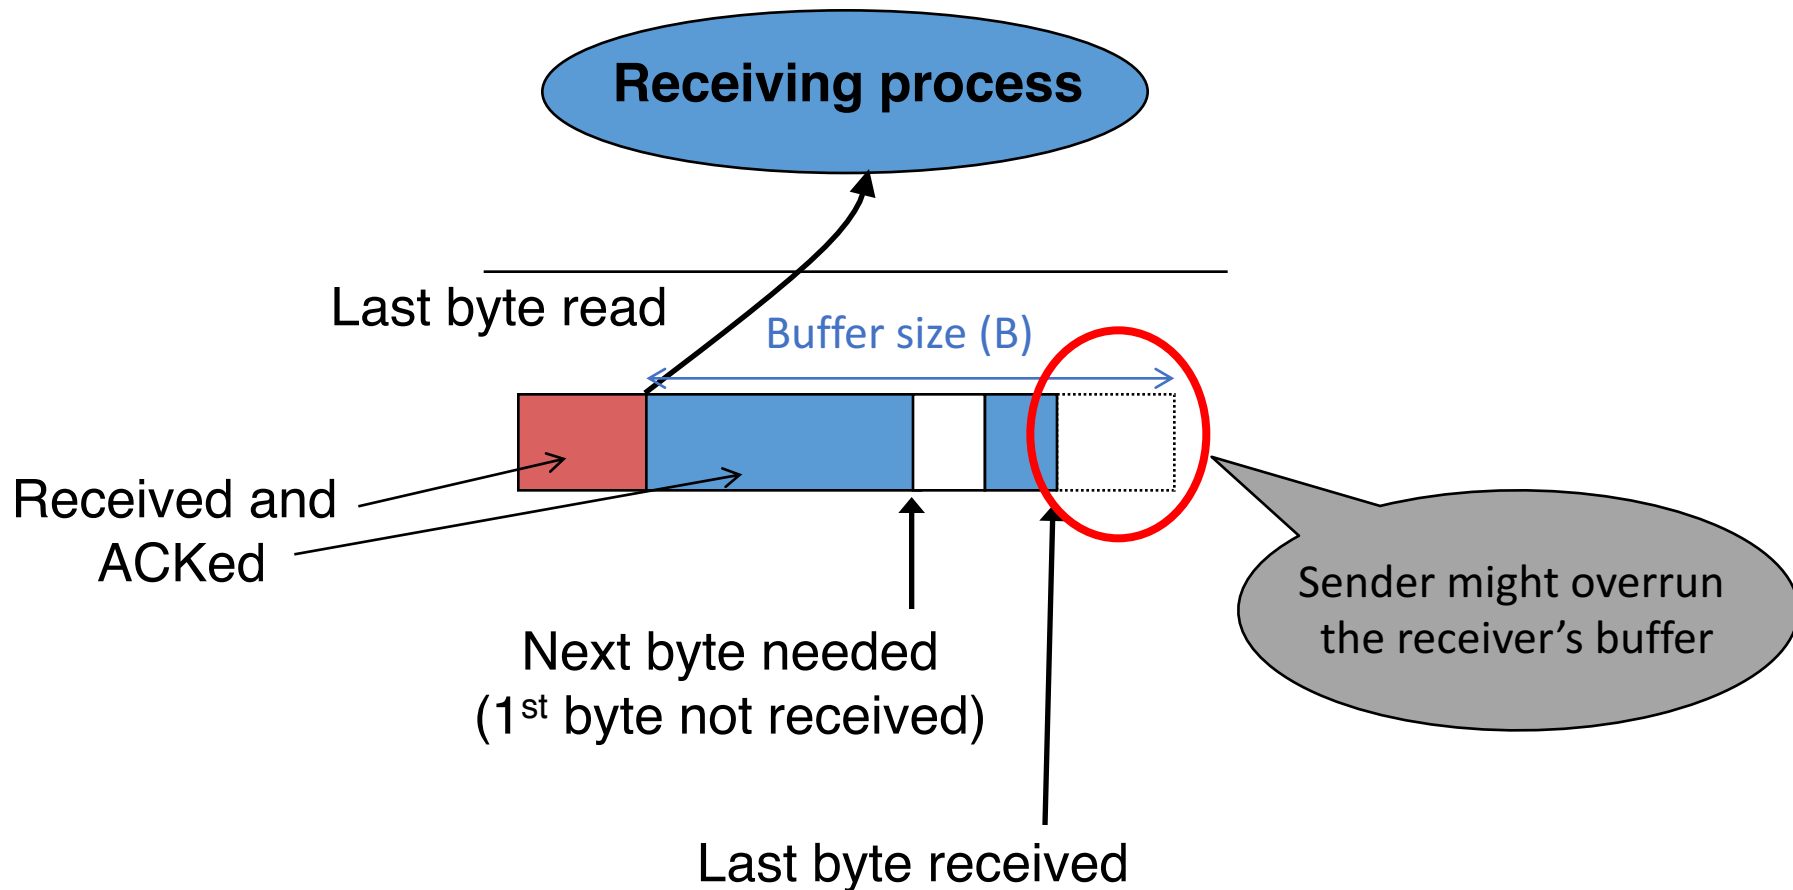 Receiving process
Last byte read
Buffer size (B)
Received and
ACKed
Sender might overrun
the receiver’s buffer
Next byte needed
(1st byte not received)
Last byte received